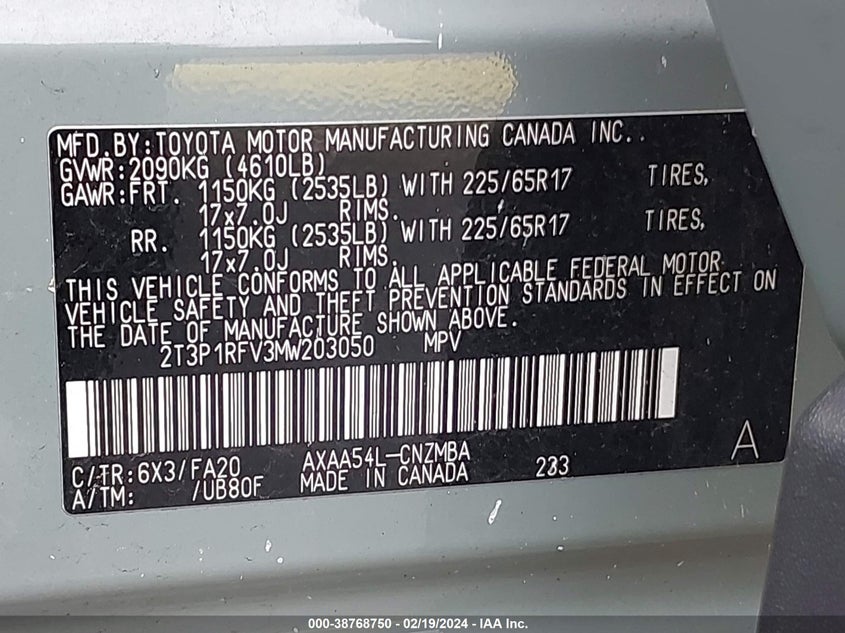 MFD.BY:TOYOTA MOTOR MANUFACTURING CANADA INC.
GVWR:2090KG (4610LB)
GAWR:FRT. 1150KG (2535LB) WITH 225/65R17 TIRES,
17x7.0J RIMS.
RR. 1150KG (2535LB) WITH 225/65R17 TIRES,
17x7.0J RIMS.
THIS VEHICLE CONFORMS TO ALL APPLICABLE FEDERAL MOTOR
VEHICLE SAFETY AND THEFT PREVENTION STANDARDS IN EFFECT ON
THE DATE OF MANUFACTURE SHOWN ABOVE.
2T3P1RFV3MW203050 MPV
C/TR:6X3/FA20 AXAA54L-CNZMBA 233 A
A/TM: /UB80F MADE IN CANADA
000-38768750 - 02/19/2024 - IAA Inc.